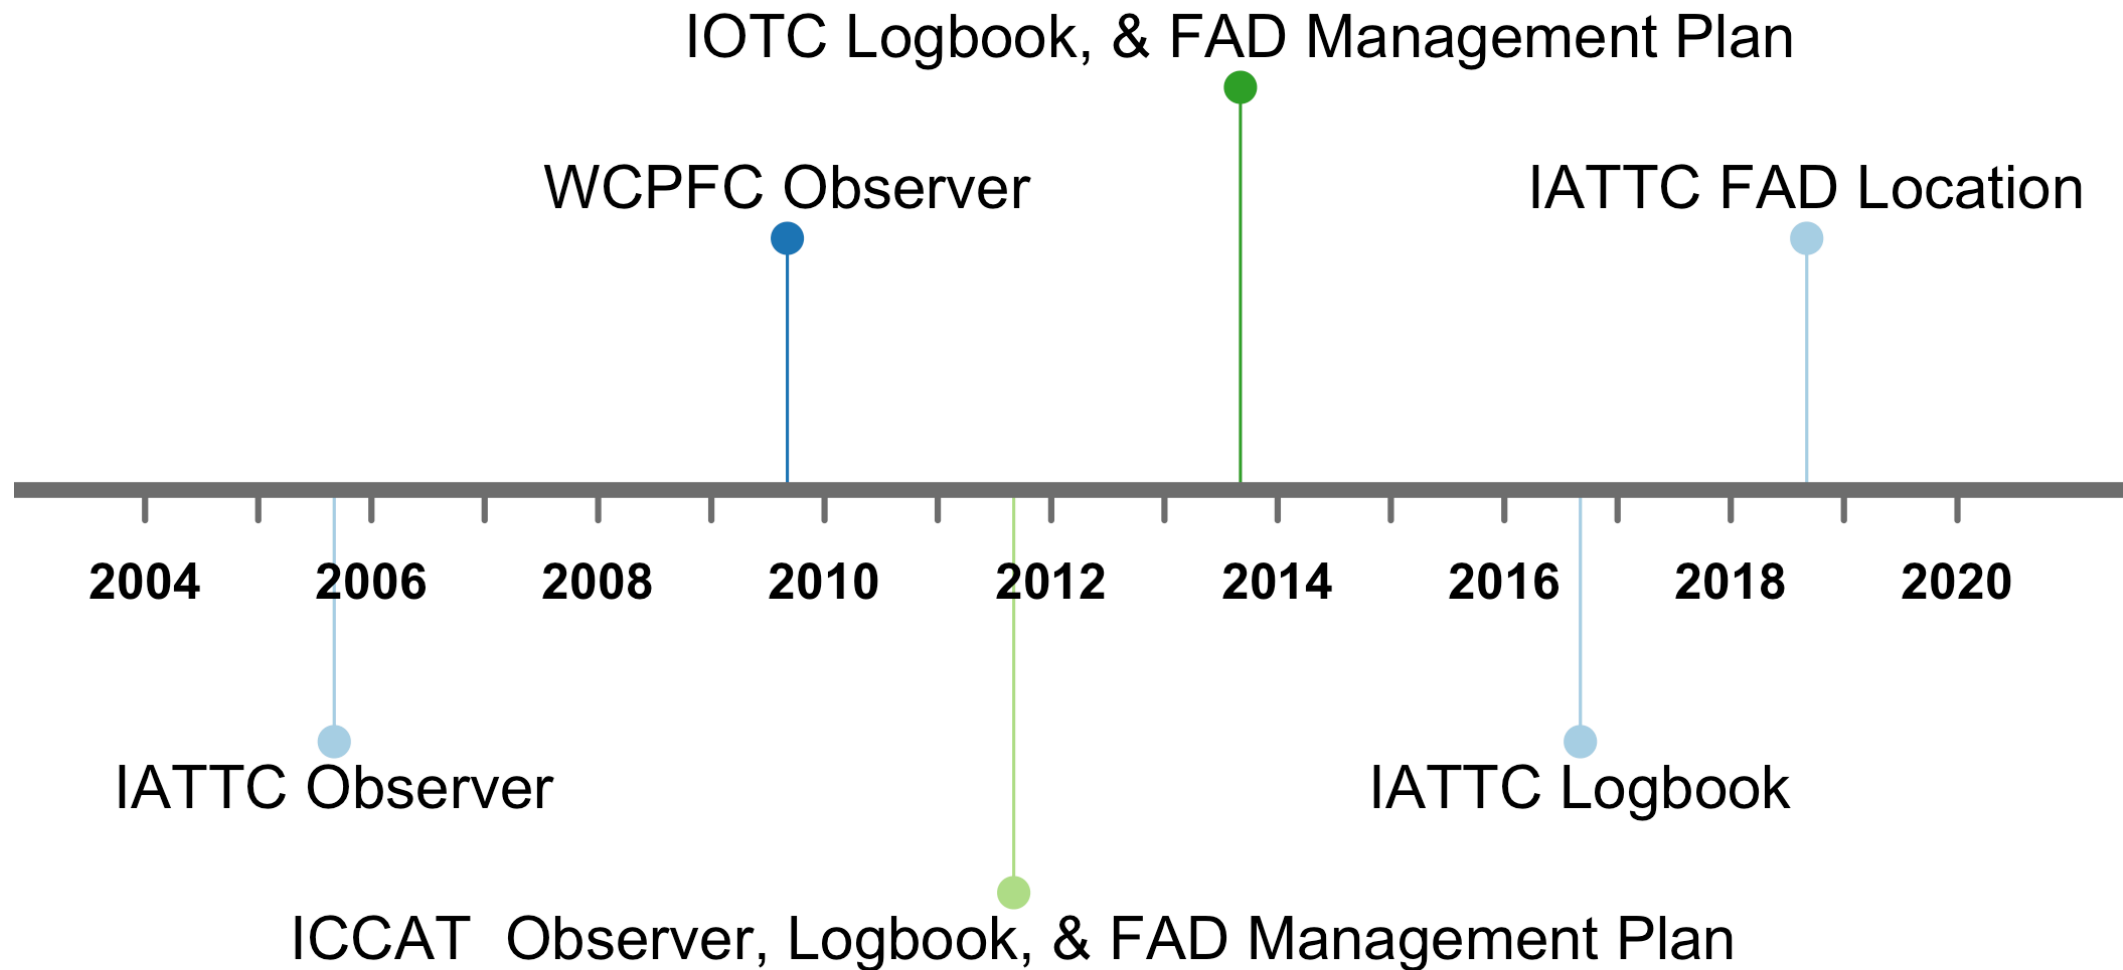 IOTC Logbook, & FAD Management Plan
WCPFC Observer
IATTC FAD Location
2004 2006 2008 2010 2012 2014 2016 2018 2020
IATTC Observer
IATTC Logbook
ICCAT  Observer, Logbook, & FAD Management Plan